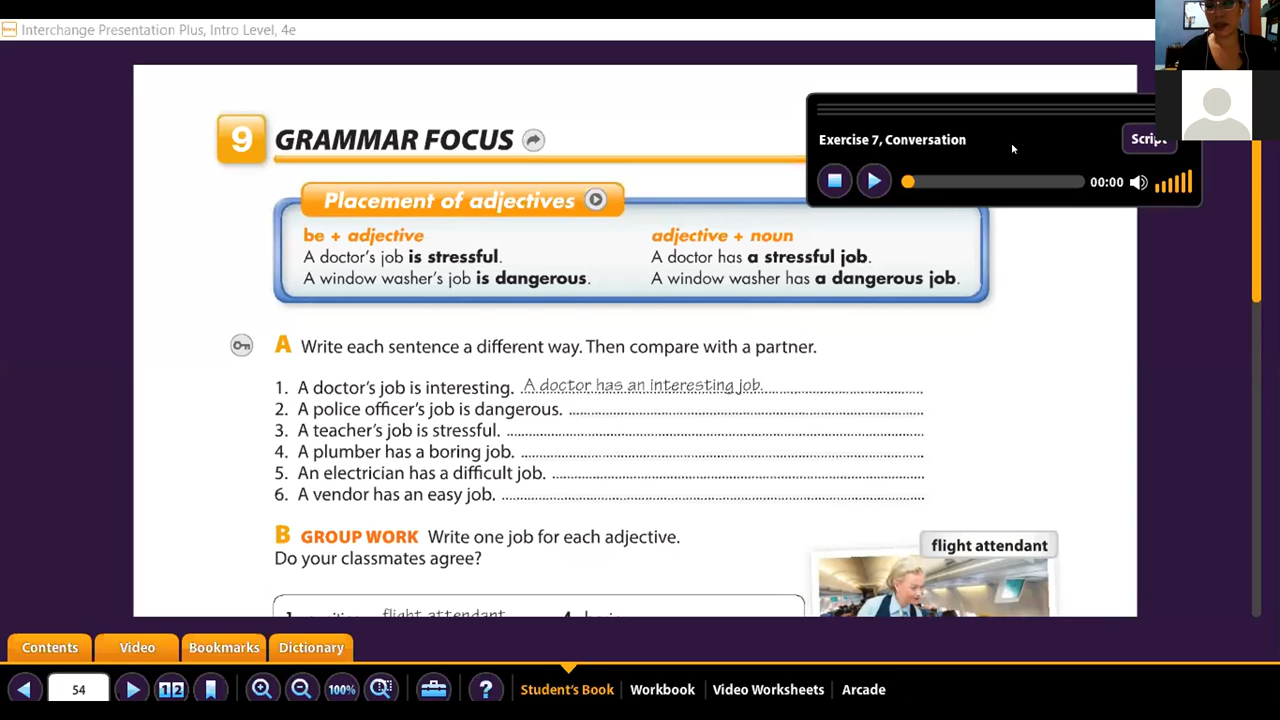 Interchange Presentation Plus, Intro Level, 4e
9 GRAMMAR FOCUS
Exercise 7, Conversation
Script
00:00
Placement of adjectives
be + adjective
A doctor's job is stressful.
A window washer's job is dangerous.
adjective + noun
A doctor has a stressful job.
A window washer has a dangerous job.
A Write each sentence a different way. Then compare with a partner.
1. A doctor's job is interesting. A doctor has an interesting job.
2. A police officer's job is dangerous.
3. A teacher's job is stressful.
4. A plumber has a boring job.
5. An electrician has a difficult job.
6. A vendor has an easy job.
B GROUP WORK Write one job for each adjective.
Do your classmates agree?
flight attendant
flight attendant
Contents Video Bookmarks Dictionary
54 12 100% ? Student's Book Workbook Video Worksheets Arcade